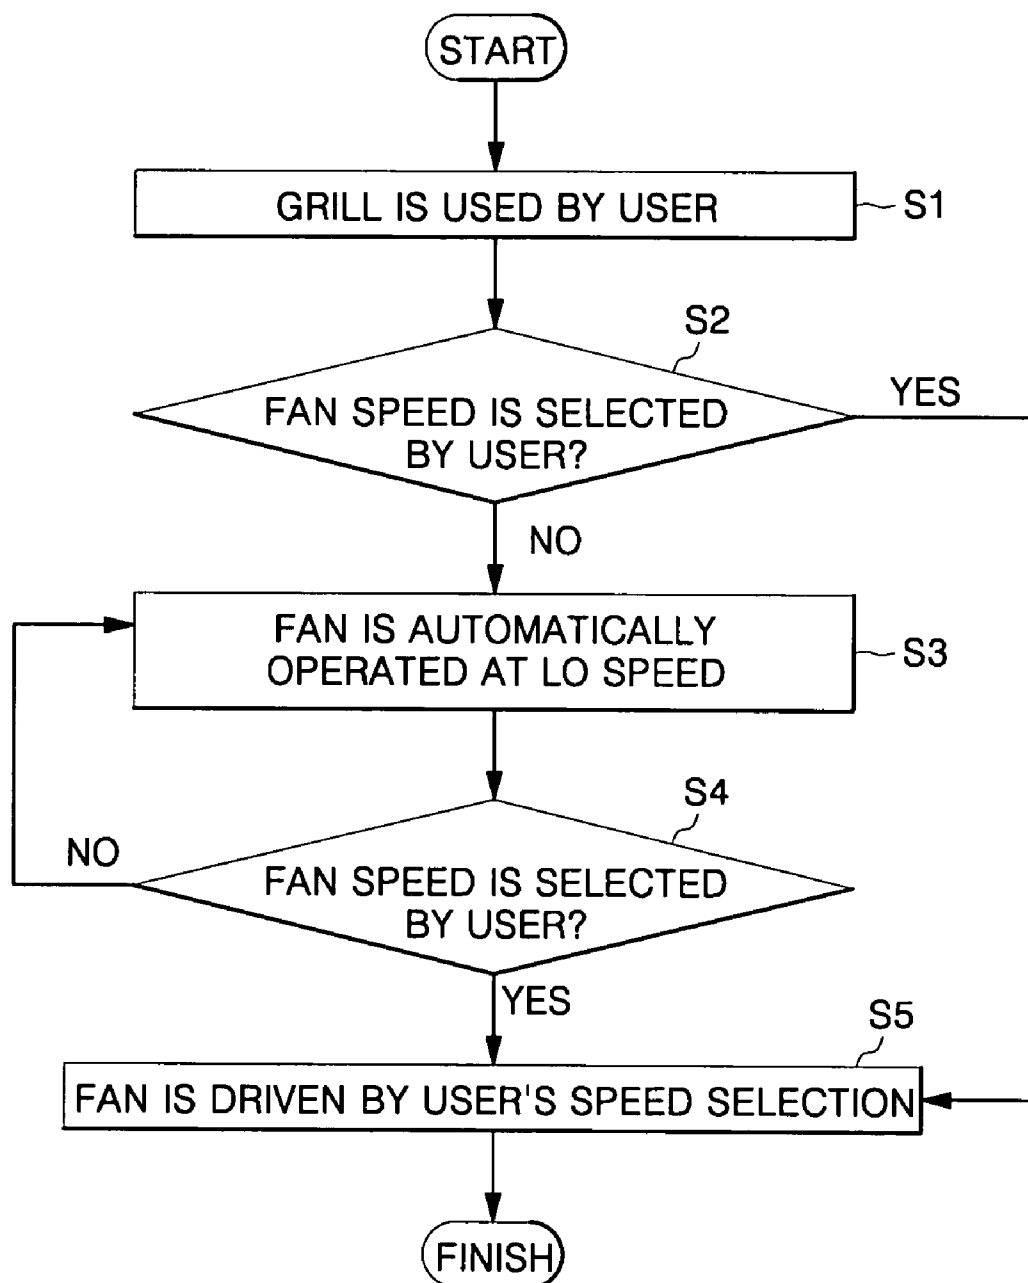 START
GRILL IS USED BY USER
S1
S2
YES
FAN SPEED IS SELECTED
BY USER?
NO
FAN IS AUTOMATICALLY
OPERATED AT LO SPEED
S3
S4
NO
FAN SPEED IS SELECTED
BY USER?
YES
S5
FAN IS DRIVEN BY USER'S SPEED SELECTION
FINISH